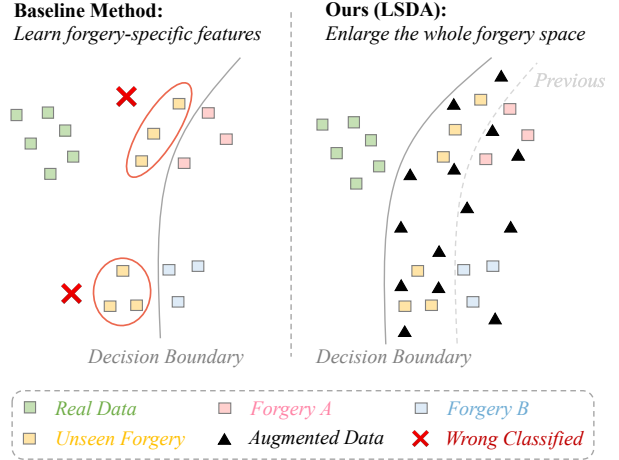 Baseline Method:
Learn forgery-specific features
Ours (LSDA):
Enlarge the whole forgery space
Previous
Decision Boundary
Decision Boundary
Real Data
Forgery A
Forgery B
Unseen Forgery
Augmented Data
Wrong Classified